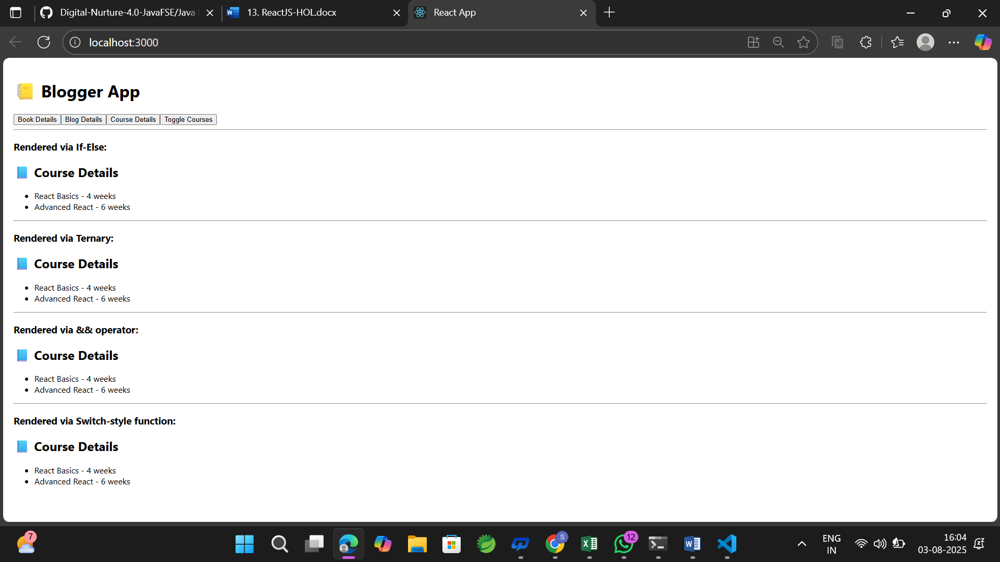 Digital-Nurture-4.0-JavaFSE/Java
13. ReactJS-HOL.docx
React App
localhost:3000
Blogger App
Book Details Blog Details Course Details Toggle Courses
Rendered via If-Else:
Course Details
React Basics - 4 weeks
Advanced React - 6 weeks
Rendered via Ternary:
Course Details
React Basics - 4 weeks
Advanced React - 6 weeks
Rendered via && operator:
Course Details
React Basics - 4 weeks
Advanced React - 6 weeks
Rendered via Switch-style function:
Course Details
React Basics - 4 weeks
Advanced React - 6 weeks
7
S
12
ENG
IN
16:04
03-08-2025